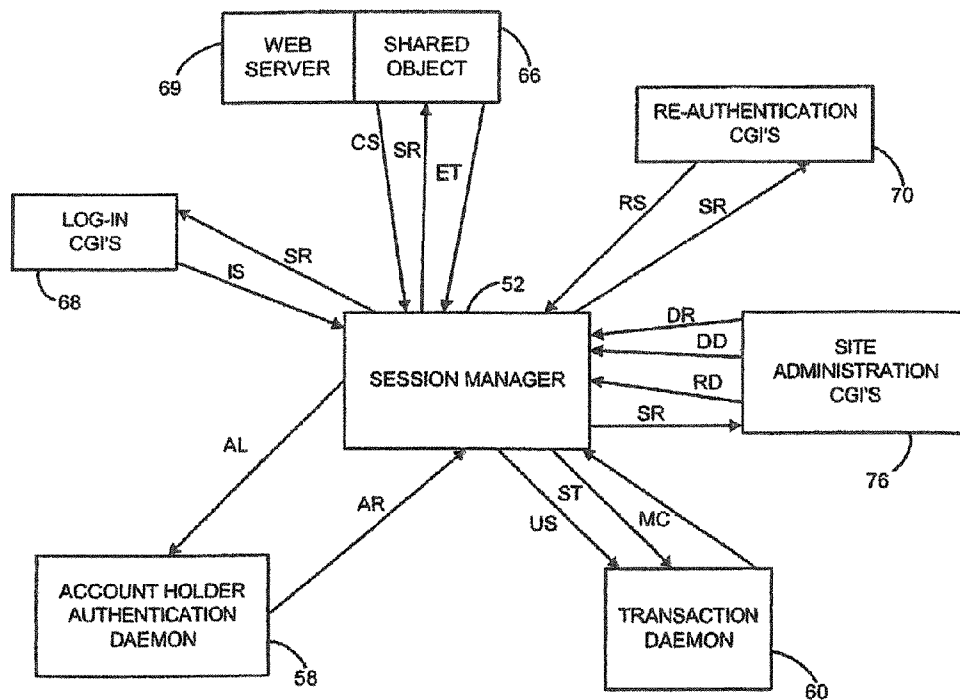 WEB
SERVER
SHARED
OBJECT
69
66
RE-AUTHENTICATION
CGI'S
70
CS
SR
ET
RS
SR
LOG-IN
CGI'S
68
SR
IS
52
SESSION MANAGER
DR
DD
RD
SR
SITE
ADMINISTRATION
CGI'S
76
AL
AR
ST
US
MC
ACCOUNT HOLDER
AUTHENTICATION
DAEMON
58
TRANSACTION
DAEMON
60